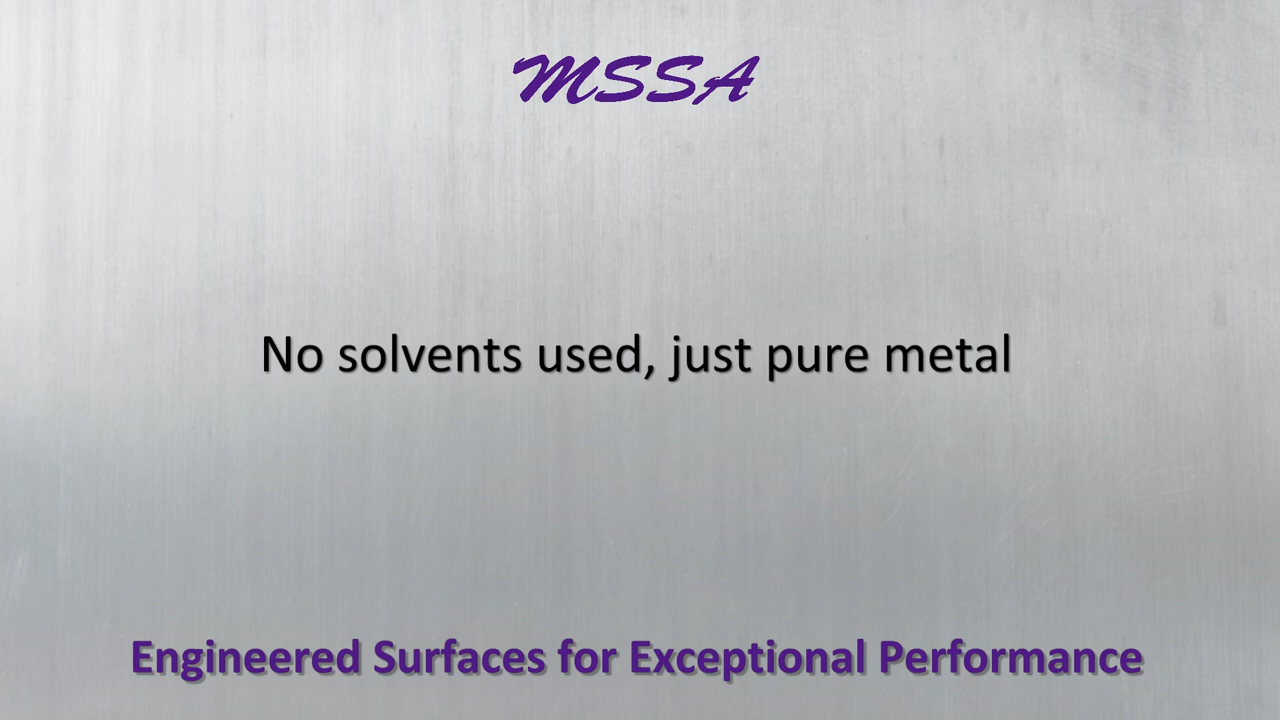 MSSA
No solvents used, just pure metal
Engineered Surfaces for Exceptional Performance